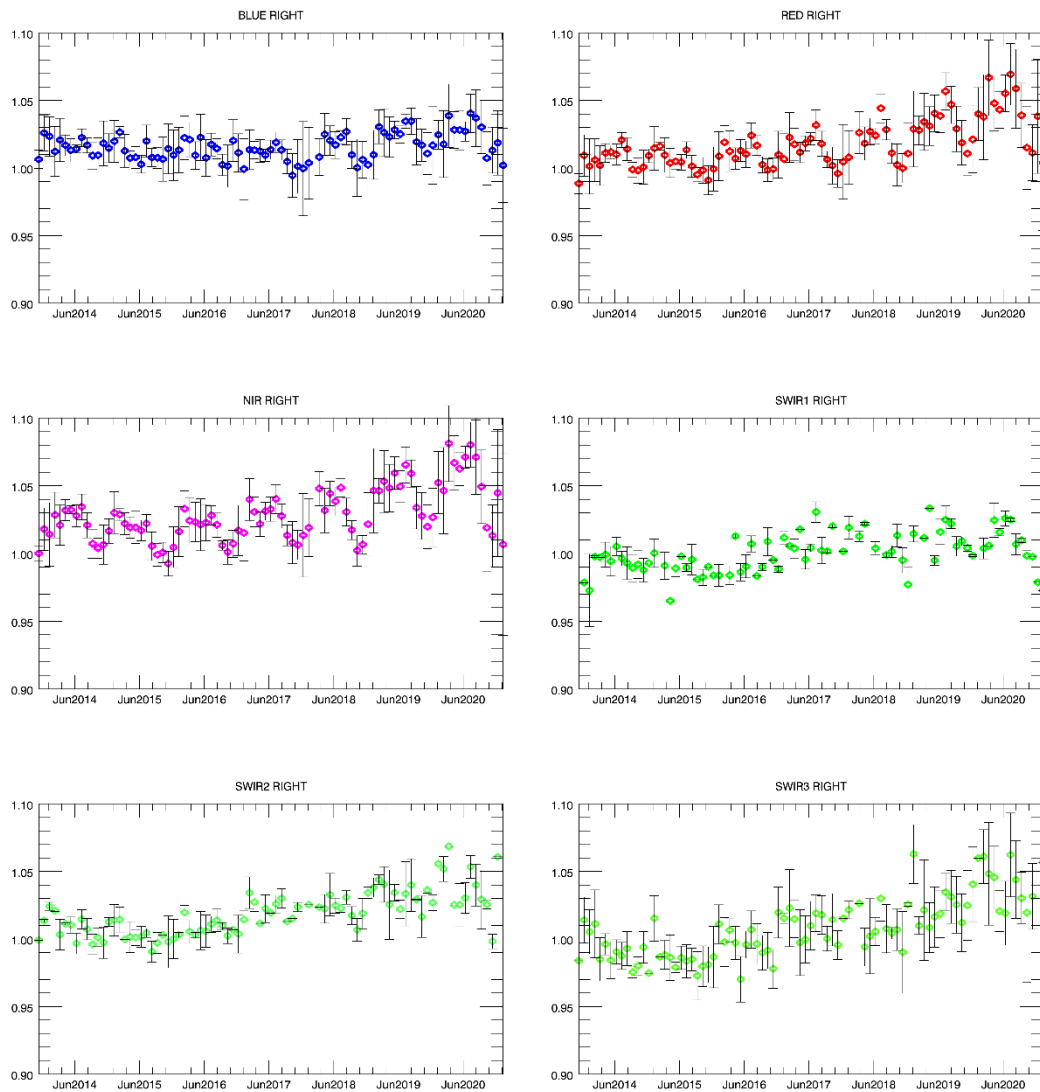 BLUE RIGHT
1.10
1.05
1.00
0.95
0.90
Jun2014 Jun2015 Jun2016 Jun2017 Jun2018 Jun2019 Jun2020
RED RIGHT
1.10
1.05
1.00
0.95
0.90
Jun2014 Jun2015 Jun2016 Jun2017 Jun2018 Jun2019 Jun2020
NIR RIGHT
1.10
1.05
1.00
0.95
0.90
Jun2014 Jun2015 Jun2016 Jun2017 Jun2018 Jun2019 Jun2020
SWIR1 RIGHT
1.10
1.05
1.00
0.95
0.90
Jun2014 Jun2015 Jun2016 Jun2017 Jun2018 Jun2019 Jun2020
SWIR2 RIGHT
1.10
1.05
1.00
0.95
0.90
Jun2014 Jun2015 Jun2016 Jun2017 Jun2018 Jun2019 Jun2020
SWIR3 RIGHT
1.10
1.05
1.00
0.95
0.90
Jun2014 Jun2015 Jun2016 Jun2017 Jun2018 Jun2019 Jun2020